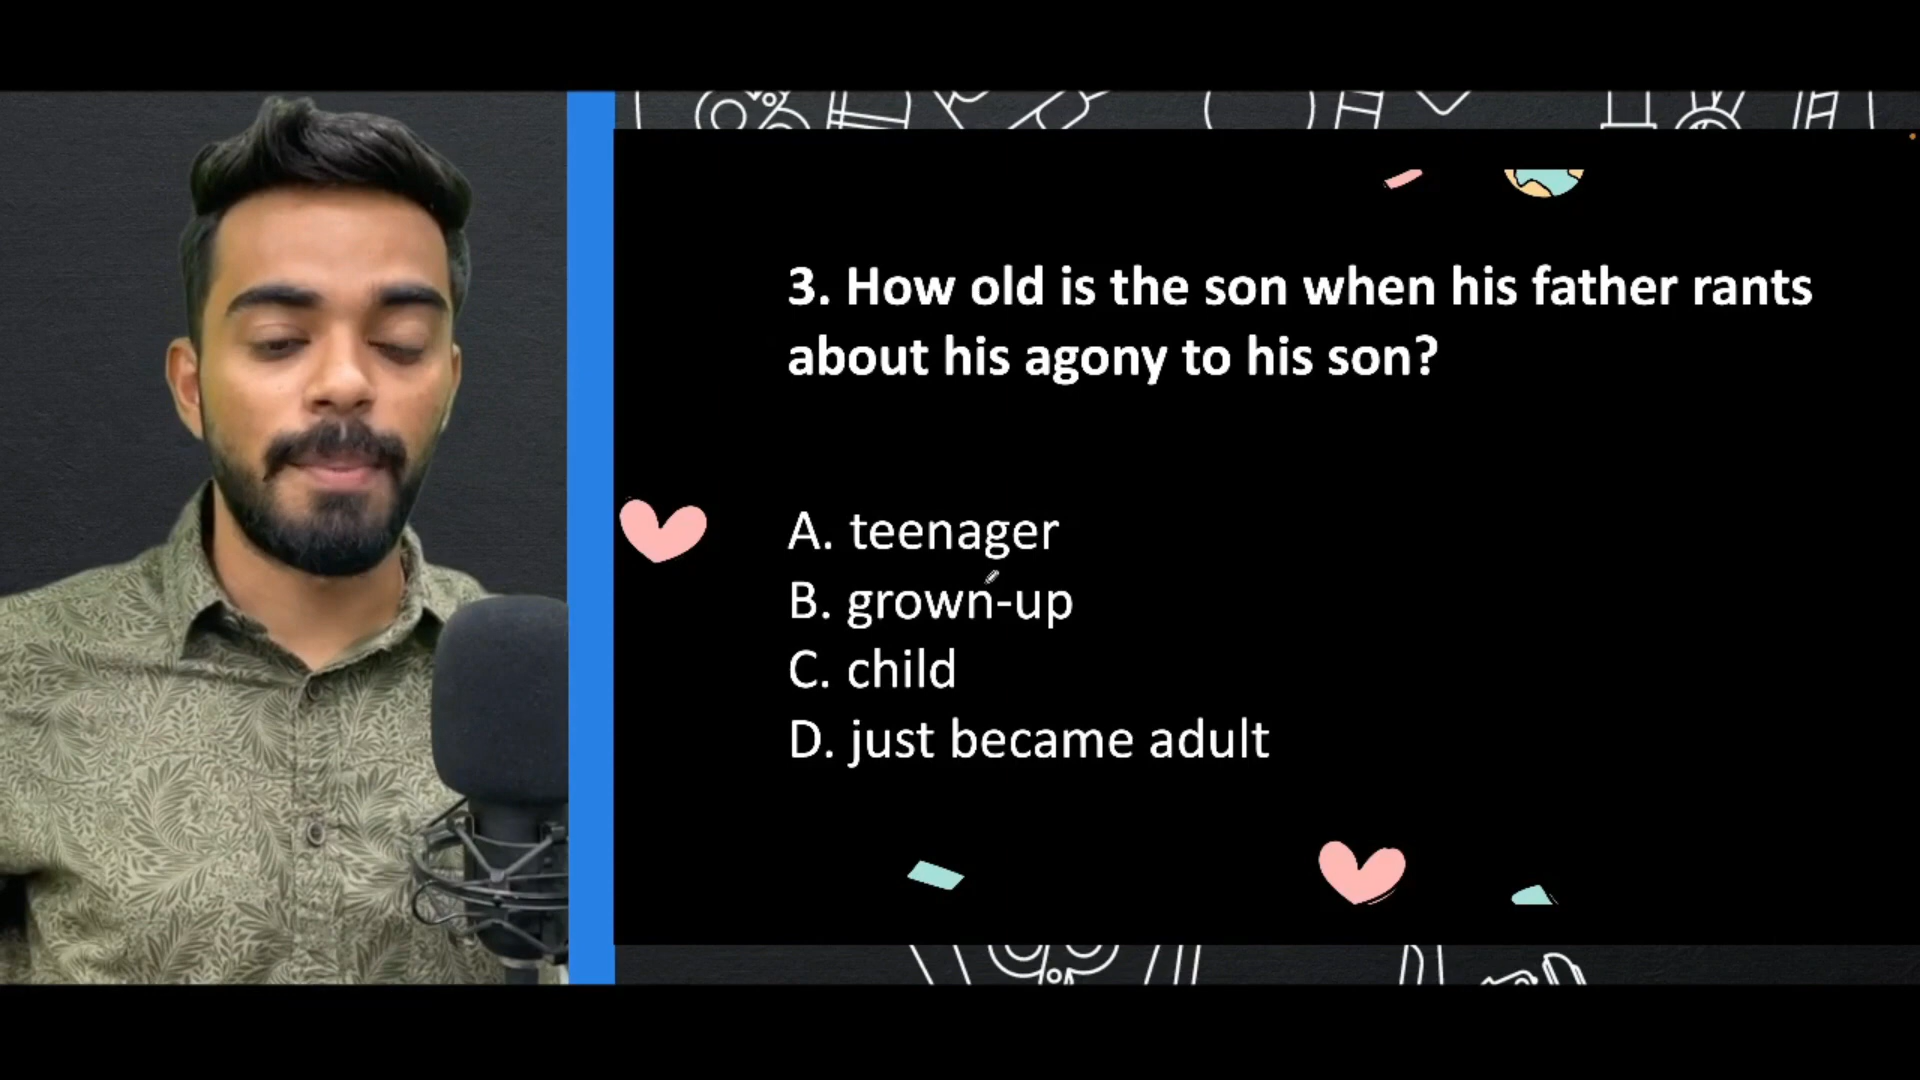 3. How old is the son when his father rants
about his agony to his son?
A. teenager
B. grown-up
C. child
D. just became adult